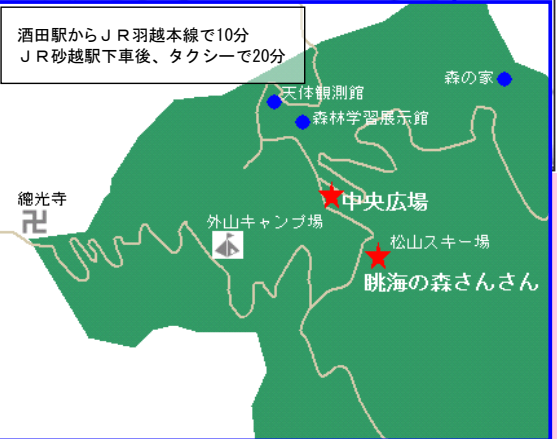 酒田駅からＪＲ羽越本線で10分
ＪＲ砂越駅下車後、タクシーで20分
森の家
天体観測館
森林学習展示館
總光寺
中央広場
外山キャンプ場
松山スキー場
眺海の森さんさん